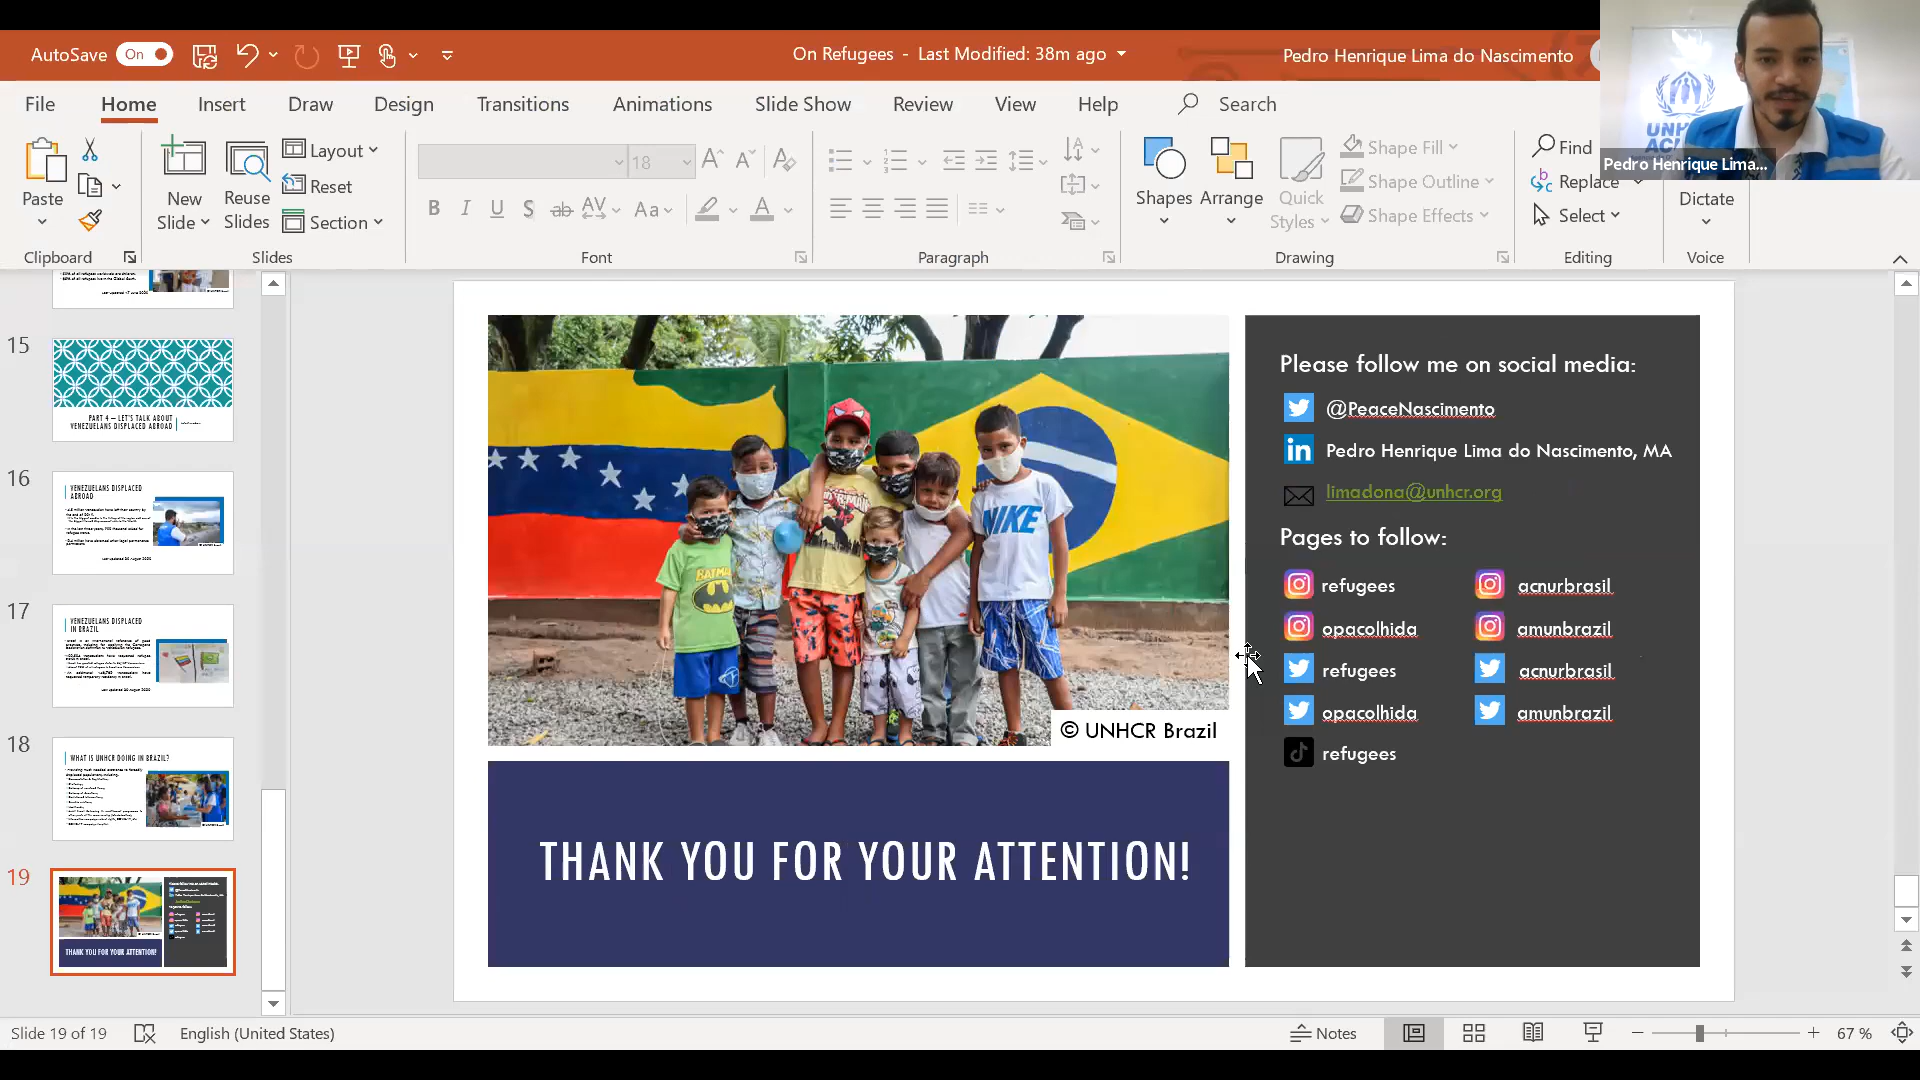 AutoSave On On Refugees - Last Modified: 38m ago Pedro Henrique Lima do Nascimento
File Home Insert Draw Design Transitions Animations Slide Show Review View Help Search
Paste
New Slide
Reuse Slides
Layout
Reset
Section
18
Shapes
Arrange
Quick Styles
Shape Fill
Shape Outline
Shape Effects
Find
Replace
Select
Dictate
Clipboard Slides Font Paragraph Drawing Editing Voice
Pedro Henrique Lima...
15
PART 4 – LET'S TALK ABOUT
VENEZUELANS DISPLACED ABROAD
16
VENEZUELANS DISPLACED
ABROAD
17
VENEZUELANS DISPLACED
IN BRAZIL
18
WHAT IS UNHCR DOING IN BRAZIL?
19
THANK YOU FOR YOUR ATTENTION!
BATMAN
NIKE
© UNHCR Brazil
THANK YOU FOR YOUR ATTENTION!
Please follow me on social media:
@PeaceNascimento
in Pedro Henrique Lima do Nascimento, MA
limadona@unhcr.org
Pages to follow:
refugees acnurbrasil
opacolhida amunbrazil
refugees acnurbrasil
opacolhida amunbrazil
refugees
Slide 19 of 19 English (United States) Notes 67 %